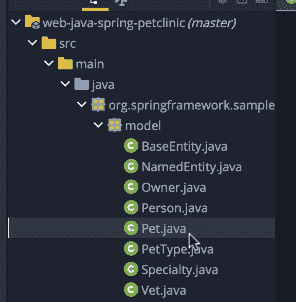 web-java-spring-petclinic (master)
src
main
java
org.springframework.sample
model
BaseEntity.java
NamedEntity.java
Owner.java
Person.java
Pet.java
PetType.java
Specialty.java
Vet.java